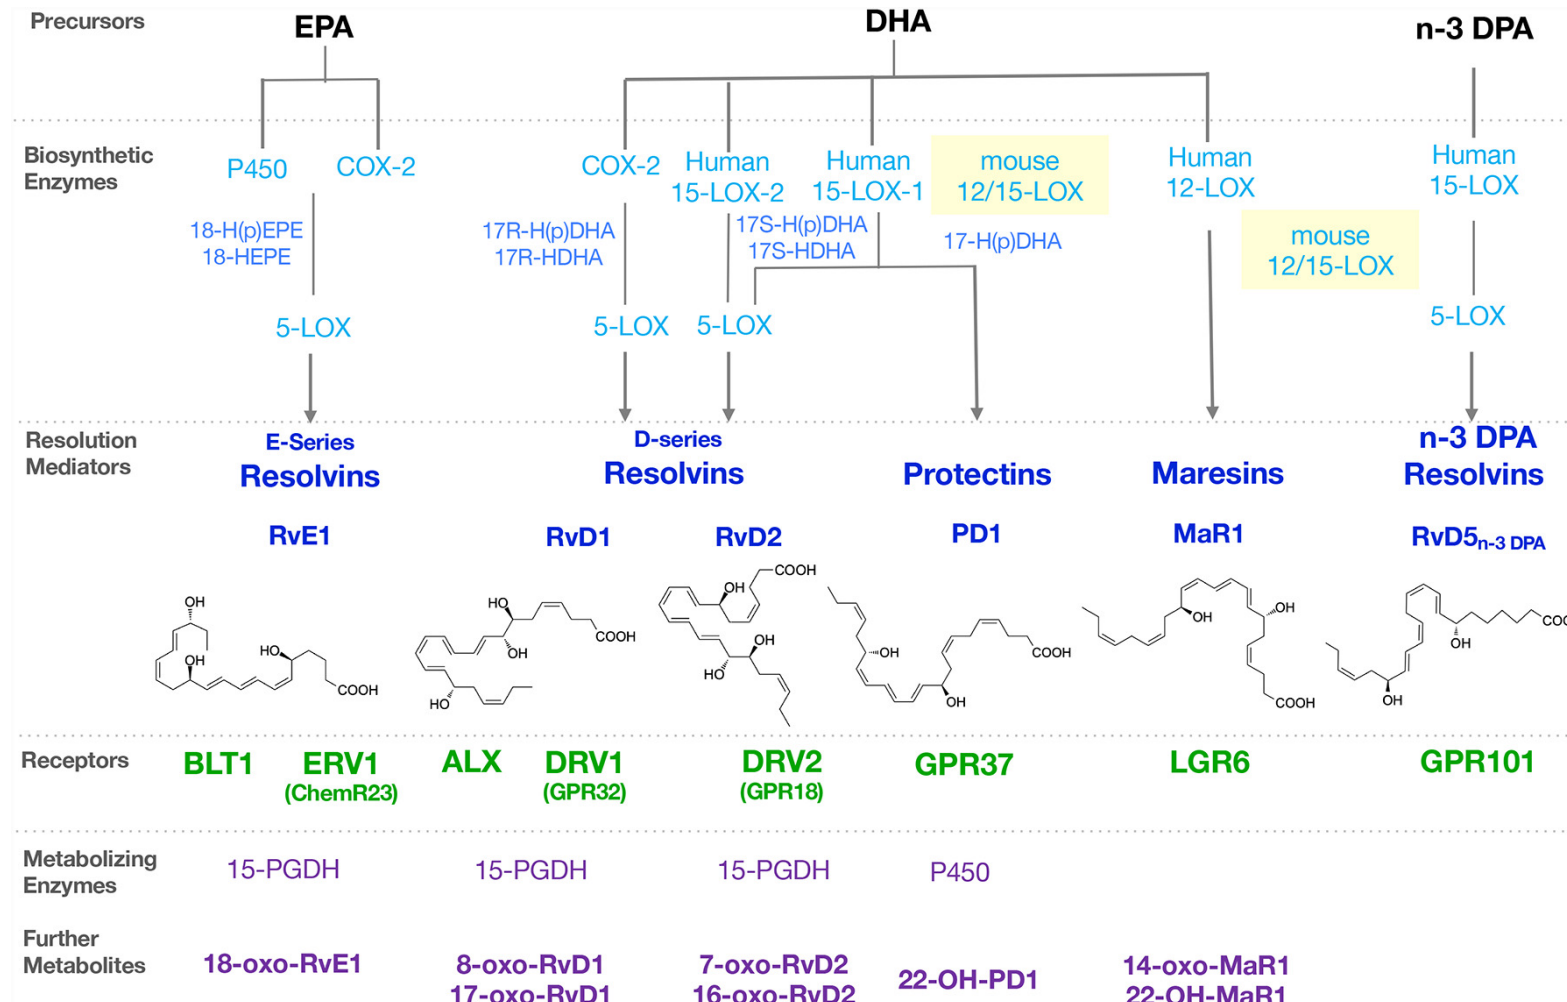 Precursors
EPA
DHA
n-3 DPA
Biosynthetic
Enzymes
P450
COX-2
COX-2
Human
15-LOX-2
Human
15-LOX-1
mouse
12/15-LOX
Human
12-LOX
Human
15-LOX
18-H(p)EPE
18-HEPE
17R-H(p)DHA
17R-HDHA
17S-H(p)DHA
17S-HDHA
17-H(p)DHA
mouse
12/15-LOX
5-LOX
5-LOX
5-LOX
5-LOX
Resolution
Mediators
E-Series
Resolvins
D-series
Resolvins
Protectins
Maresins
n-3 DPA
Resolvins
RvE1
RvD1
RvD2
PD1
MaR1
RvD5n-3 DPA
OH
OH
HO
COOH
HO
OH
COOH
HO
COOH
OH
OH
HO
OH
COOH
OH
OH
OH
COOH
OH
COO
OH
Receptors
BLT1
ERV1
(ChemR23)
ALX
DRV1
(GPR32)
DRV2
(GPR18)
GPR37
LGR6
GPR101
Metabolizing
Enzymes
15-PGDH
15-PGDH
15-PGDH
P450
Further
Metabolites
18-oxo-RvE1
8-oxo-RvD1
17-oxo-RvD1
7-oxo-RvD2
16-oxo-RvD2
22-OH-PD1
14-oxo-MaR1
22-OH-MaR1